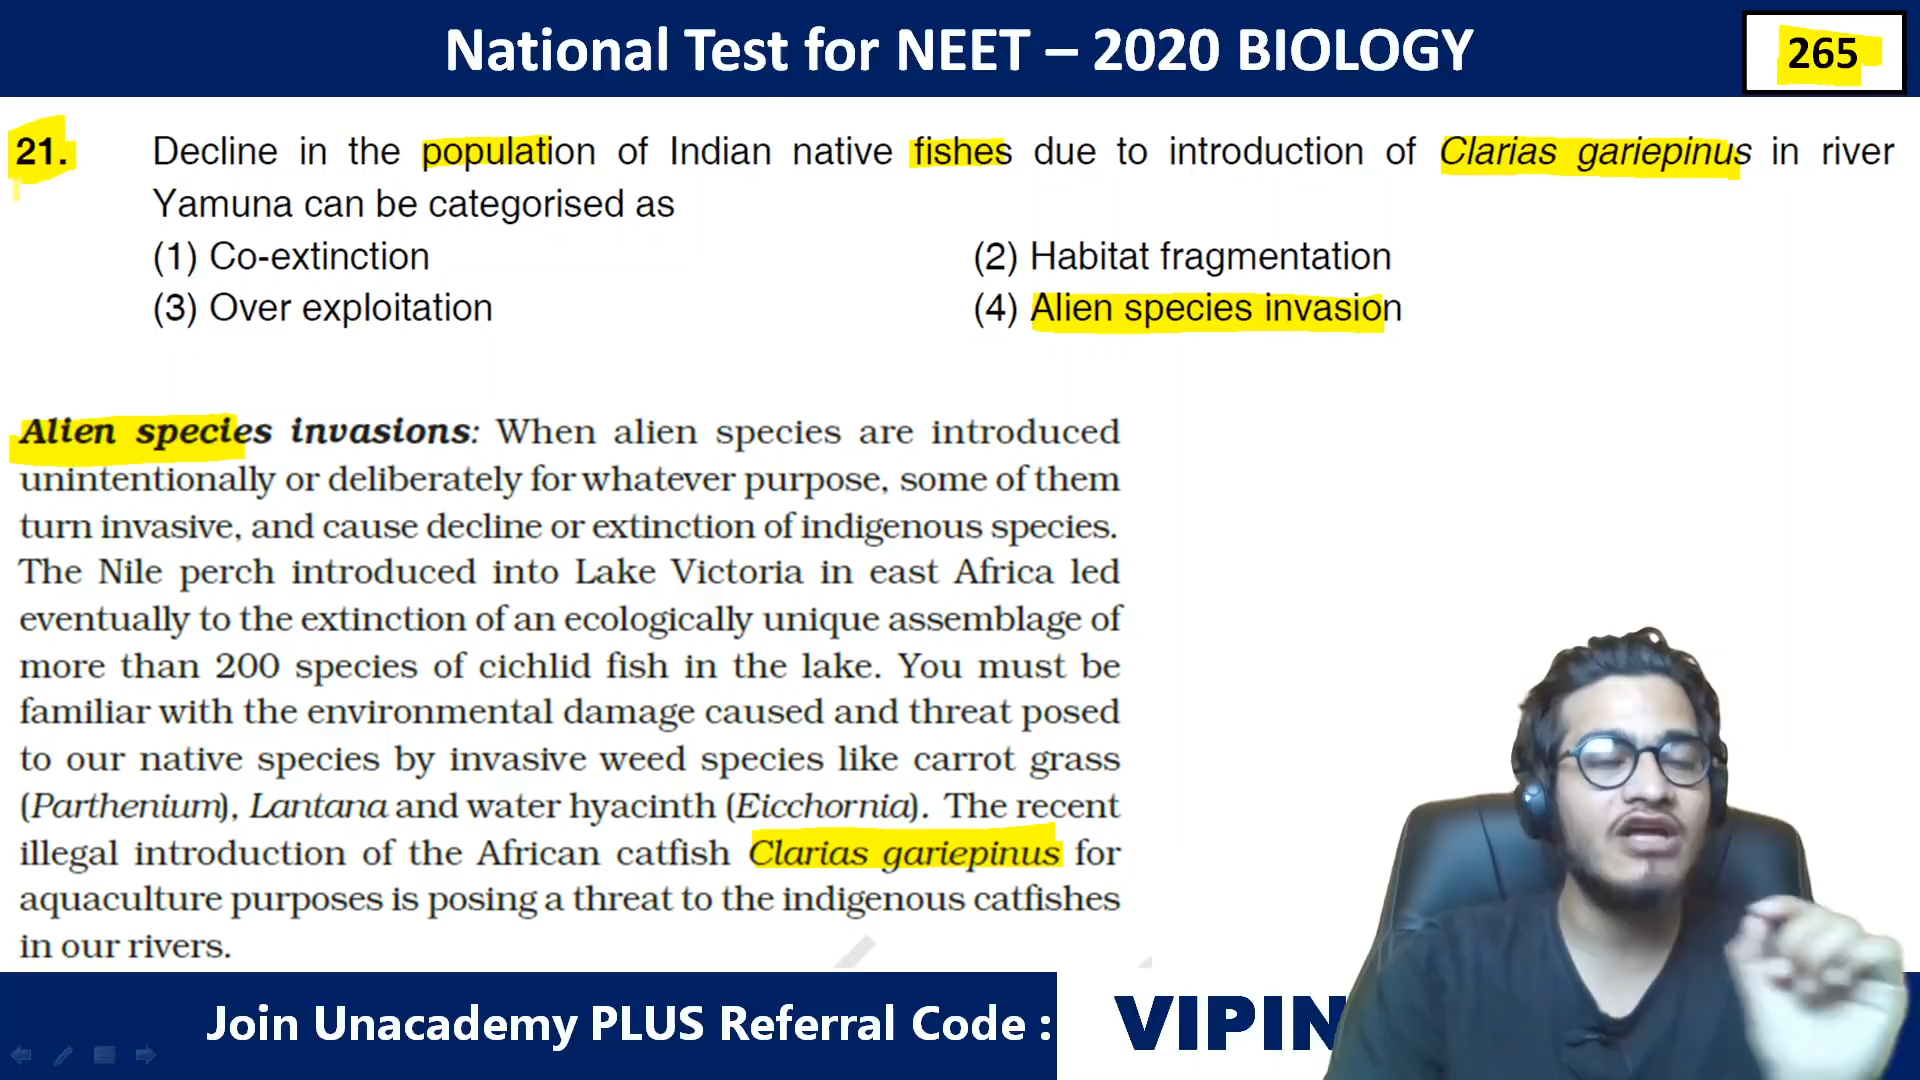 National Test for NEET – 2020 BIOLOGY
265
21. Decline in the population of Indian native fishes due to introduction of Clarias gariepinus in river
Yamuna can be categorised as
(1) Co-extinction (2) Habitat fragmentation
(3) Over exploitation (4) Alien species invasion
Alien species invasions: When alien species are introduced
unintentionally or deliberately for whatever purpose, some of them
turn invasive, and cause decline or extinction of indigenous species.
The Nile perch introduced into Lake Victoria in east Africa led
eventually to the extinction of an ecologically unique assemblage of
more than 200 species of cichlid fish in the lake. You must be
familiar with the environmental damage caused and threat posed
to our native species by invasive weed species like carrot grass
(Parthenium), Lantana and water hyacinth (Eicchornia). The recent
illegal introduction of the African catfish Clarias gariepinus for
aquaculture purposes is posing a threat to the indigenous catfishes
in our rivers.
Join Unacademy PLUS Referral Code : VIPIN